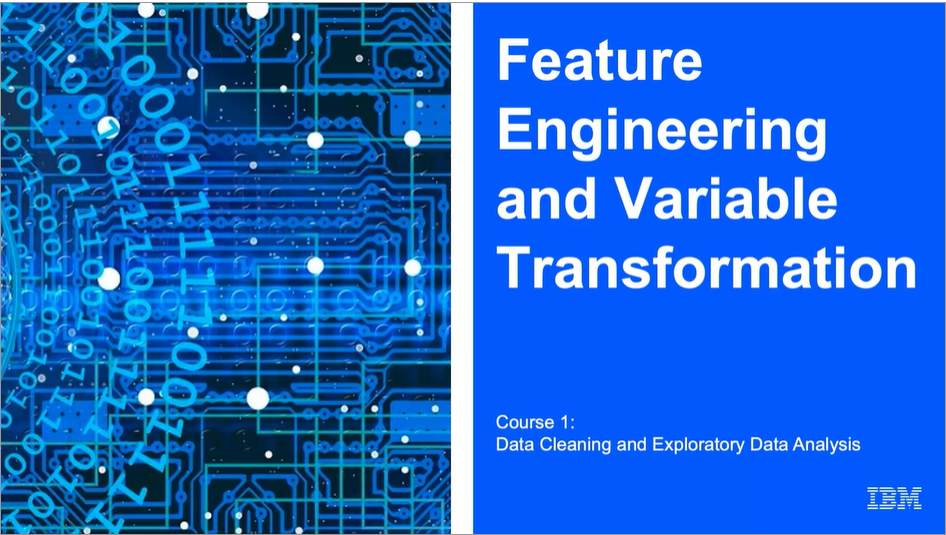 Feature
Engineering
and Variable
Transformation
Course 1:
Data Cleaning and Exploratory Data Analysis
IBM